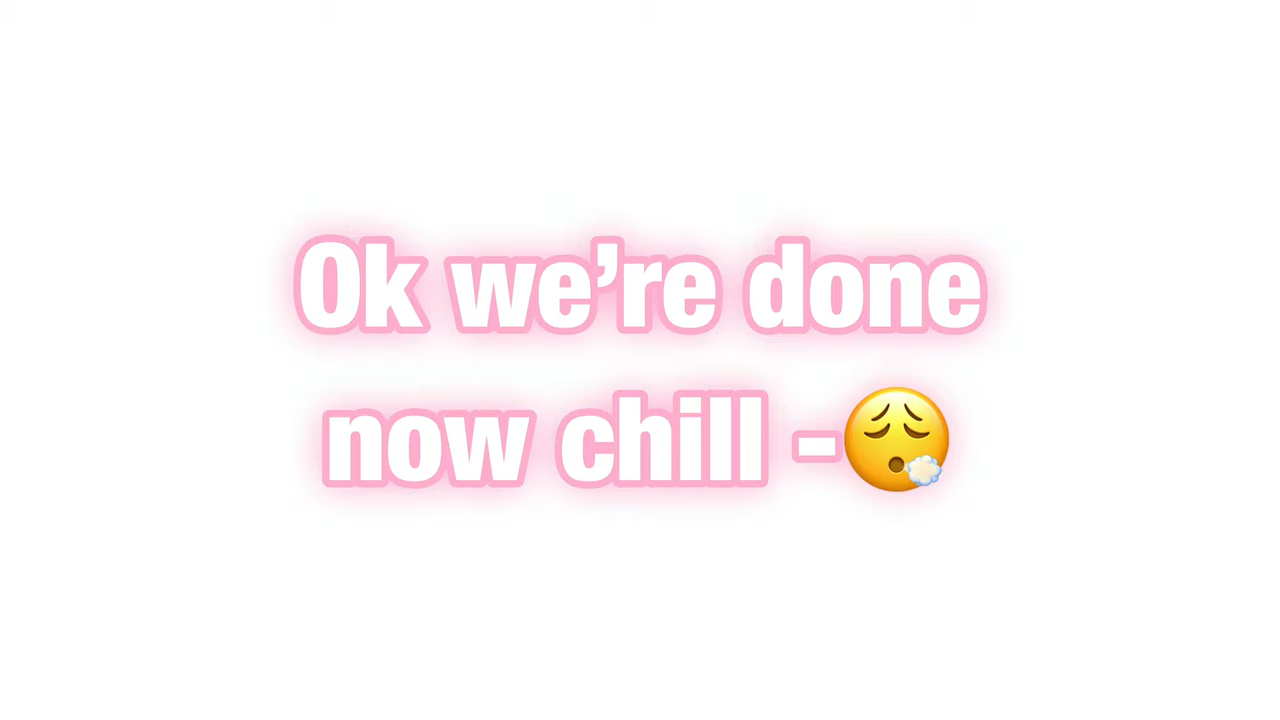 Ok we’re done
now chill -😮‍💨